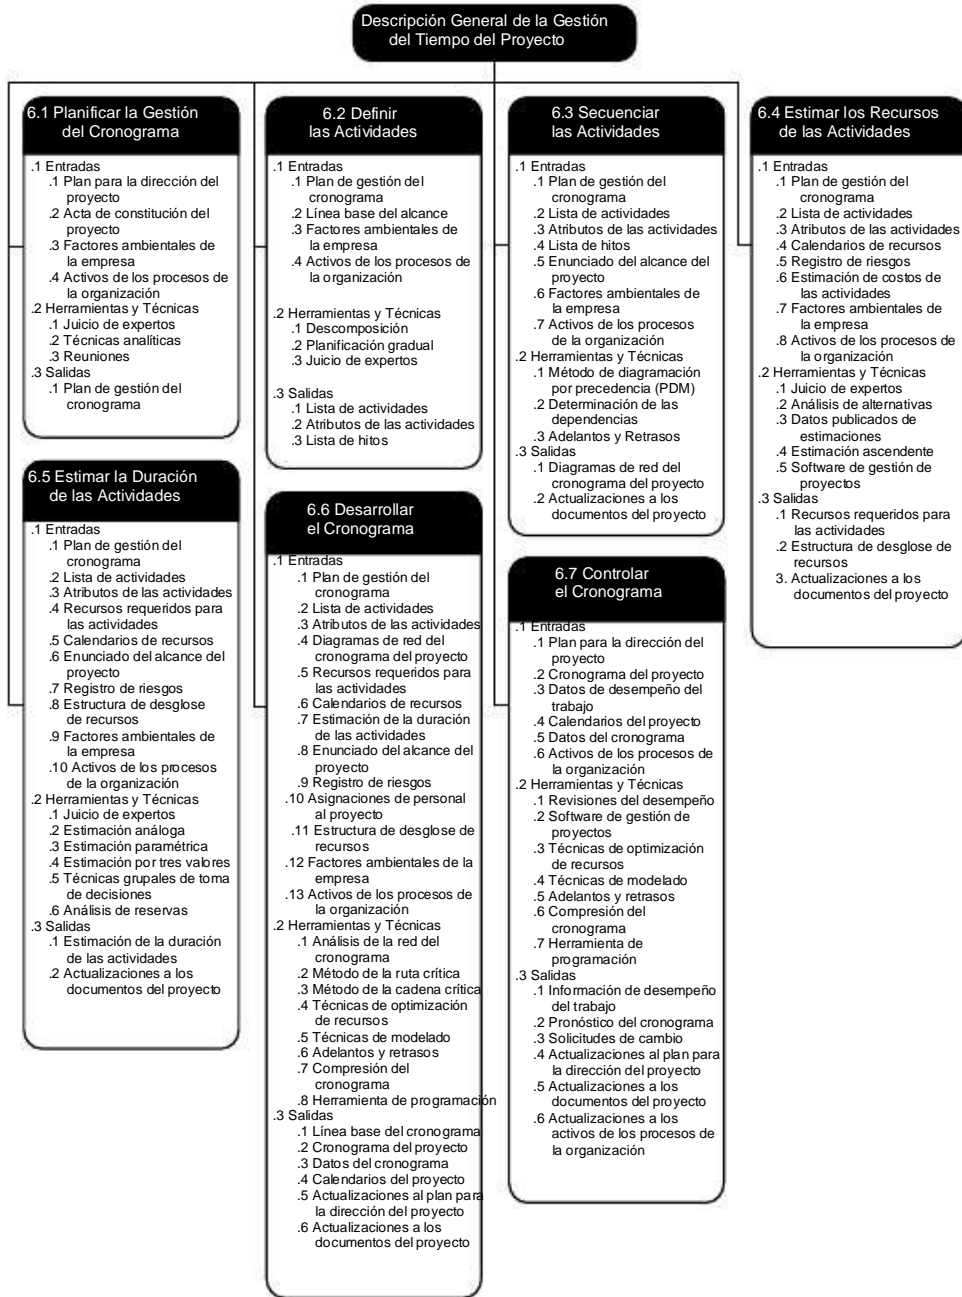 Descripción General de la Gestión
del Tiempo del Proyecto
6.1 Planificar la Gestión
del Cronograma
.1 Entradas
.1 Plan para la dirección del
proyecto
.2 Acta de constitución del
proyecto
.3 Factores ambientales de
la empresa
.4 Activos de los procesos de
la organización
.2 Herramientas y Técnicas
.1 Juicio de expertos
.2 Técnicas analíticas
.3 Reuniones
.3 Salidas
.1 Plan de gestión del
cronograma
6.2 Definir
las Actividades
.1 Entradas
.1 Plan de gestión del
cronograma
.2 Línea base del alcance
.3 Factores ambientales de
la empresa
.4 Activos de los procesos de
la organización
.2 Herramientas y Técnicas
.1 Descomposición
.2 Planificación gradual
.3 Juicio de expertos
.3 Salidas
.1 Lista de actividades
.2 Atributos de las actividades
.3 Lista de hitos
6.3 Secuenciar
las Actividades
.1 Entradas
.1 Plan de gestión del
cronograma
.2 Lista de actividades
.3 Atributos de las actividades
.4 Lista de hitos
.5 Enunciado del alcance del
proyecto
.6 Factores ambientales de
la empresa
.7 Activos de los procesos
de la organización
.2 Herramientas y Técnicas
.1 Método de diagramación
por precedencia (PDM)
.2 Determinación de las
dependencias
.3 Adelantos y Retrasos
.3 Salidas
.1 Diagramas de red del
cronograma del proyecto
.2 Actualizaciones a los
documentos del proyecto
6.4 Estimar los Recursos
de las Actividades
.1 Entradas
.1 Plan de gestión del
cronograma
.2 Lista de actividades
.3 Atributos de las actividades
.4 Calendarios de recursos
.5 Registro de riesgos
.6 Estimación de costos de
las actividades
.7 Factores ambientales de
la empresa
.8 Activos de los procesos de
la organización
.2 Herramientas y Técnicas
.1 Juicio de expertos
.2 Análisis de alternativas
.3 Datos publicados de
estimaciones
.4 Estimación ascendente
.5 Software de gestión de
proyectos
.3 Salidas
.1 Recursos requeridos para
las actividades
.2 Estructura de desglose de
recursos
3. Actualizaciones a los
documentos del proyecto
6.5 Estimar la Duración
de las Actividades
.1 Entradas
.1 Plan de gestión del
cronograma
.2 Lista de actividades
.3 Atributos de las actividades
.4 Recursos requeridos para
las actividades
.5 Calendarios de recursos
.6 Enunciado del alcance del
proyecto
.7 Registro de riesgos
.8 Estructura de desglose
de recursos
.9 Factores ambientales de
la empresa
.10 Activos de los procesos
de la organización
.2 Herramientas y Técnicas
.1 Juicio de expertos
.2 Estimación análoga
.3 Estimación paramétrica
.4 Estimación por tres valores
.5 Técnicas grupales de toma
de decisiones
.6 Análisis de reservas
.3 Salidas
.1 Estimación de la duración
de las actividades
.2 Actualizaciones a los
documentos del proyecto
6.6 Desarrollar
el Cronograma
.1 Entradas
.1 Plan de gestión del
cronograma
.2 Lista de actividades
.3 Atributos de las actividades
.4 Diagramas de red del
cronograma del proyecto
.5 Recursos requeridos para
las actividades
.6 Calendarios de recursos
.7 Estimación de la duración
de las actividades
.8 Enunciado del alcance del
proyecto
.9 Registro de riesgos
.10 Asignaciones de personal
al proyecto
.11 Estructura de desglose de
recursos
.12 Factores ambientales de la
empresa
.13 Activos de los procesos de
la organización
.2 Herramientas y Técnicas
.1 Análisis de la red del
cronograma
.2 Método de la ruta crítica
.3 Método de la cadena crítica
.4 Técnicas de optimización
de recursos
.5 Técnicas de modelado
.6 Adelantos y retrasos
.7 Compresión del
cronograma
.8 Herramienta de programación
.3 Salidas
.1 Línea base del cronograma
.2 Cronograma del proyecto
.3 Datos del cronograma
.4 Calendarios del proyecto
.5 Actualizaciones al plan para
la dirección del proyecto
.6 Actualizaciones a los
documentos del proyecto
6.7 Controlar
el Cronograma
.1 Entradas
.1 Plan para la dirección del
proyecto
.2 Cronograma del proyecto
.3 Datos de desempeño del
trabajo
.4 Calendarios del proyecto
.5 Datos del cronograma
.6 Activos de los procesos de
la organización
.2 Herramientas y Técnicas
.1 Revisiones del desempeño
.2 Software de gestión de
proyectos
.3 Técnicas de optimización
de recursos
.4 Técnicas de modelado
.5 Adelantos y retrasos
.6 Compresión del
cronograma
.7 Herramienta de
programación
.3 Salidas
.1 Información de desempeño
del trabajo
.2 Pronóstico del cronograma
.3 Solicitudes de cambio
.4 Actualizaciones al plan para
la dirección del proyecto
.5 Actualizaciones a los
documentos del proyecto
.6 Actualizaciones a los
activos de los procesos de
la organización